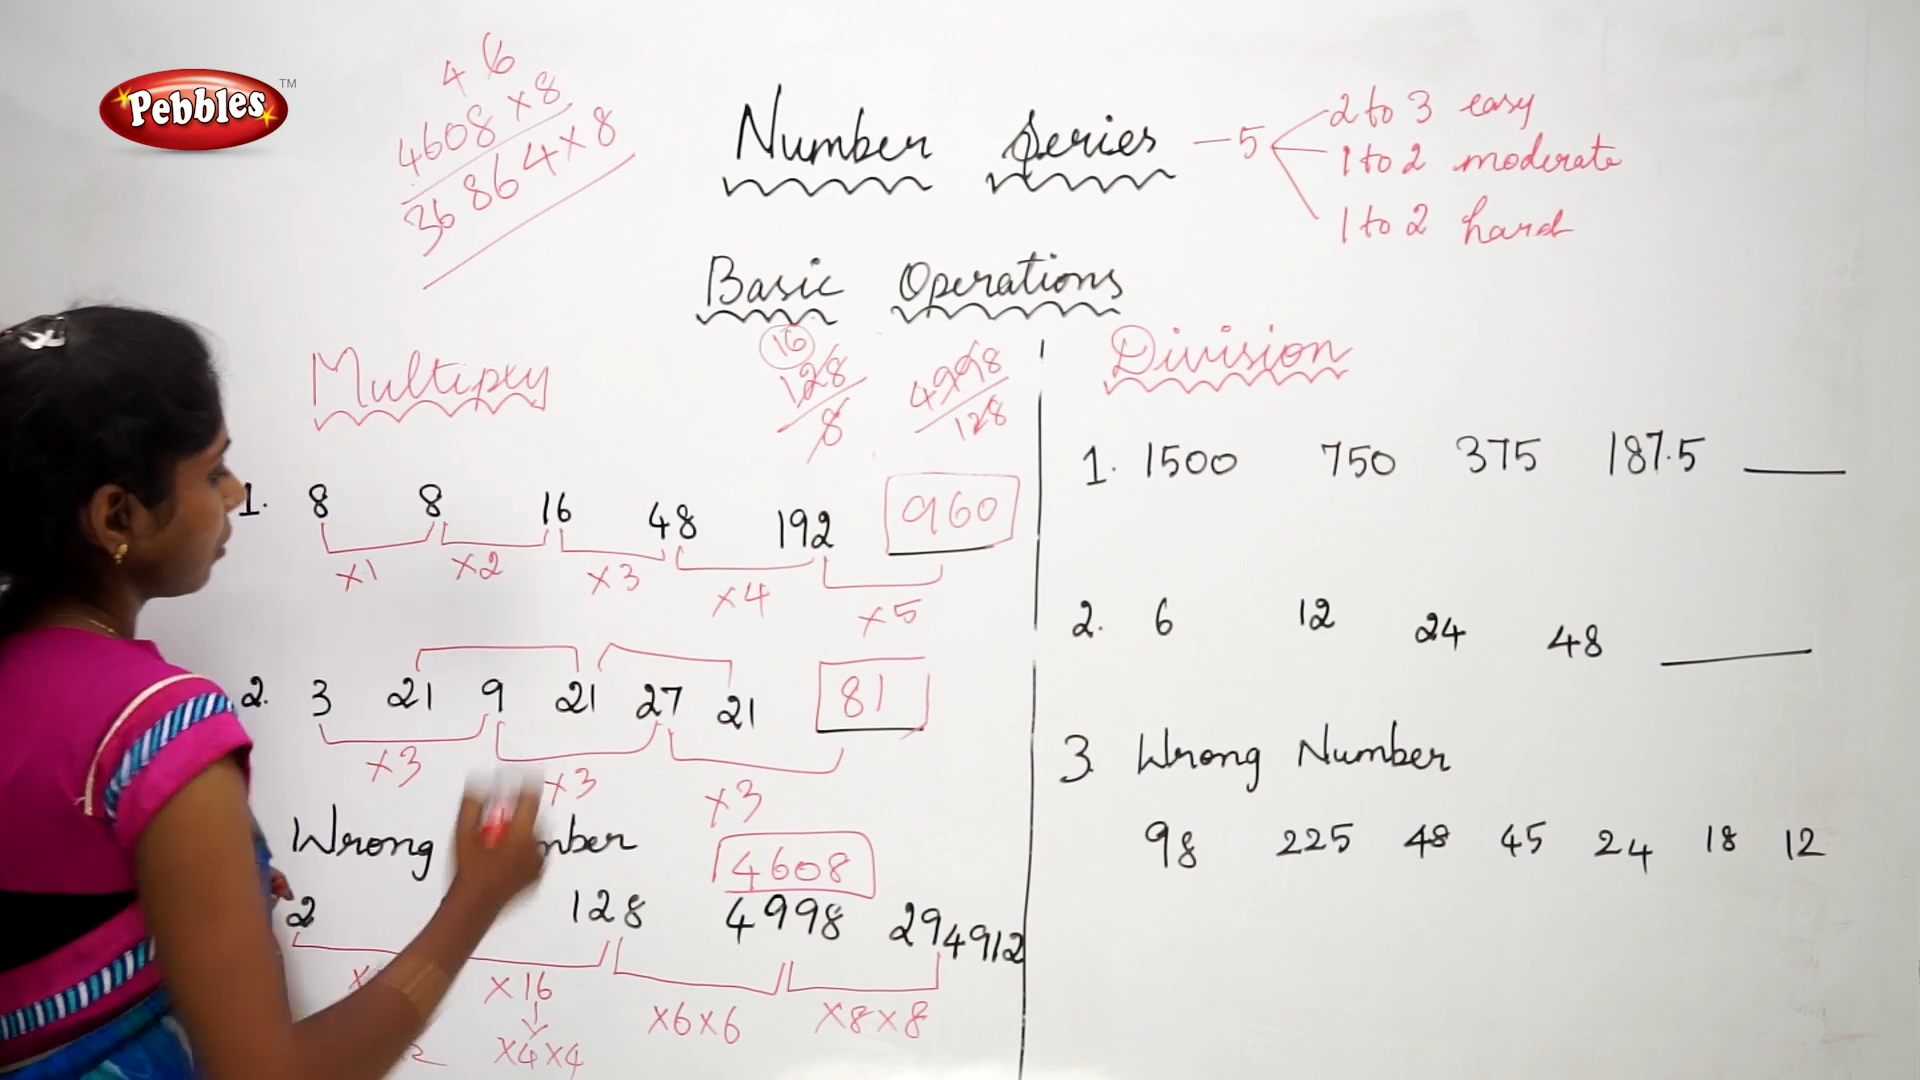 Pebbles TM
4 6
4608×8
36864×8
Number Series — 5
2 to 3 easy
1 to 2 moderate
1 to 2 hard
Basic Operations
Multiply
16
128
8
4998
128
1. 8 8 16 48 192 960
×1 ×2 ×3 ×4 ×5
2. 3 21 9 21 27 21 81
×3 ×3 ×3
Wrong
4608
2 128 4998 294912
×16 ×6×6 ×8×8
×4×4
Division
1. 1500 750 375 187.5 ____
2. 6 12 24 48 ____
3. Wrong Number
98 225 48 45 24 18 12